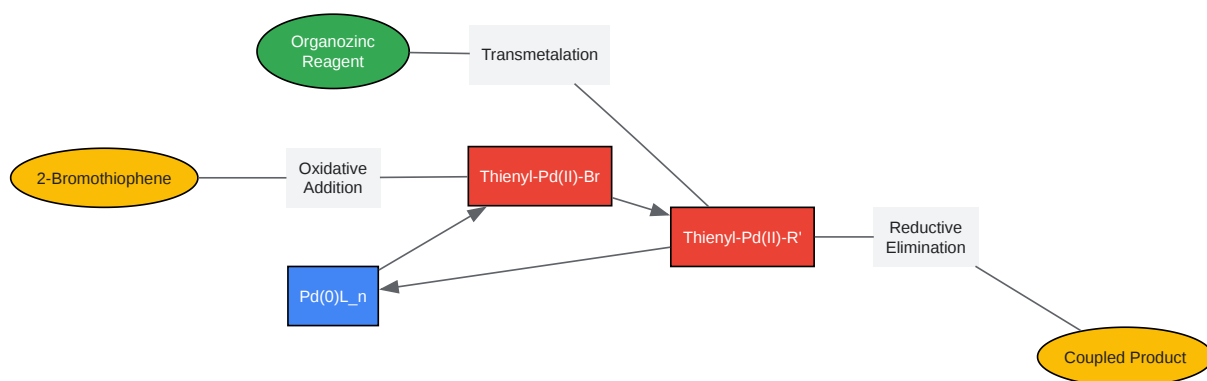 Organozinc
Reagent
Transmetalation
2-Bromothiophene
Oxidative
Addition
Thienyl-Pd(II)-Br
Thienyl-Pd(II)-R'
Reductive
Elimination
Pd(0)L_n
Coupled Product